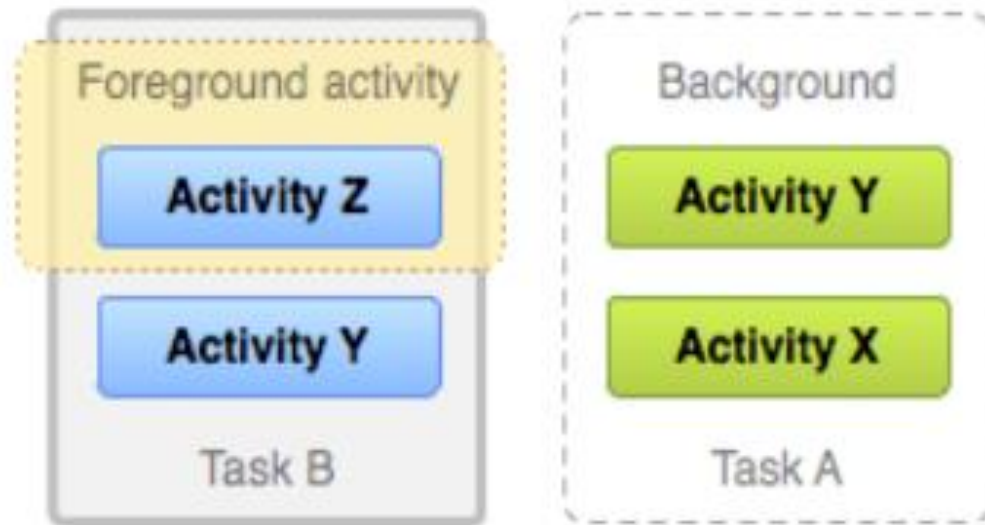 Foreground activity
Activity Z
Activity Y
Task B
Background
Activity Y
Activity X
Task A